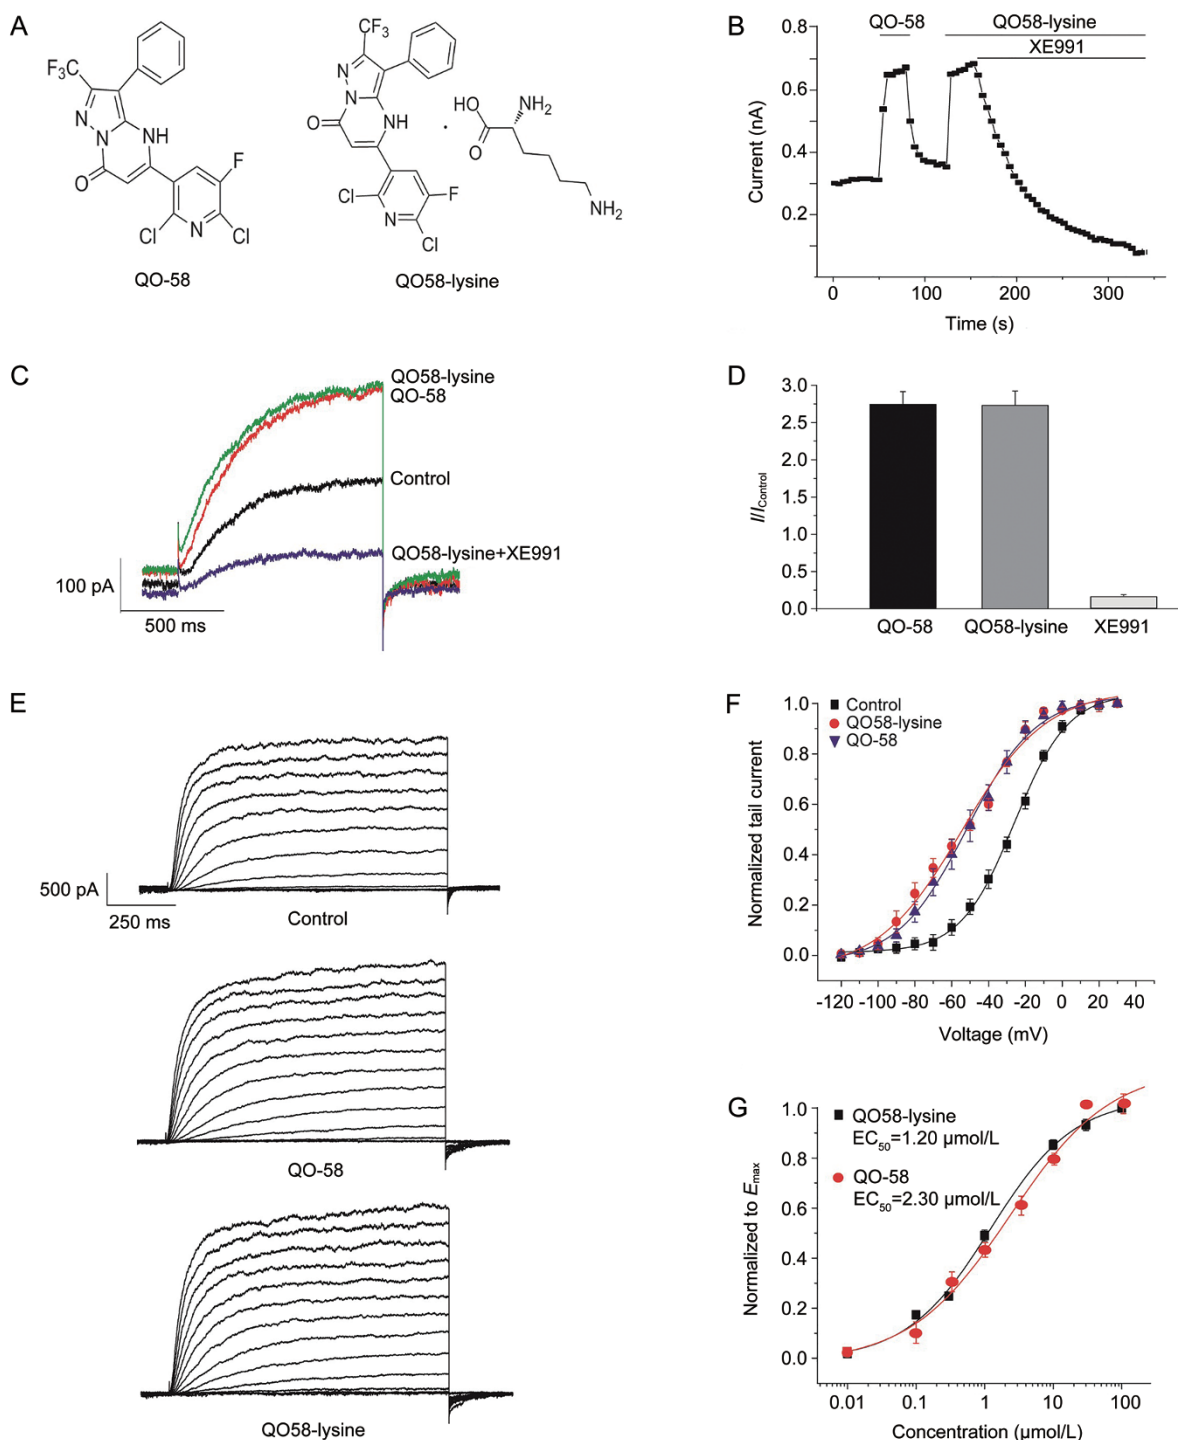 A
CF₃
F₃C
N
N
NH
O
F
Cl
N
Cl
QO-58
CF₃
N
N
NH
O
Cl
F
N
Cl
HO
NH₂
O
NH₂
QO58-lysine
B
QO-58
QO58-lysine
XE991
0.8
0.6
0.4
0.2
Current (nA)
0
100
200
300
Time (s)
C
QO58-lysine
QO-58
Control
QO58-lysine+XE991
100 pA
500 ms
D
3.0
2.5
2.0
1.5
1.0
0.5
0.0
I/I Control
QO-58
QO58-lysine
XE991
E
500 pA
250 ms
Control
QO-58
QO58-lysine
F
Control
QO58-lysine
QO-58
1.0
0.8
0.6
0.4
0.2
0.0
Normalized tail current
-120
-100
-80
-60
-40
-20
0
20
40
Voltage (mV)
G
QO58-lysine
EC₅₀=1.20 µmol/L
QO-58
EC₅₀=2.30 µmol/L
1.0
0.8
0.6
0.4
0.2
0.0
Normalized to Emax
0.01
0.1
1
10
100
Concentration (µmol/L)